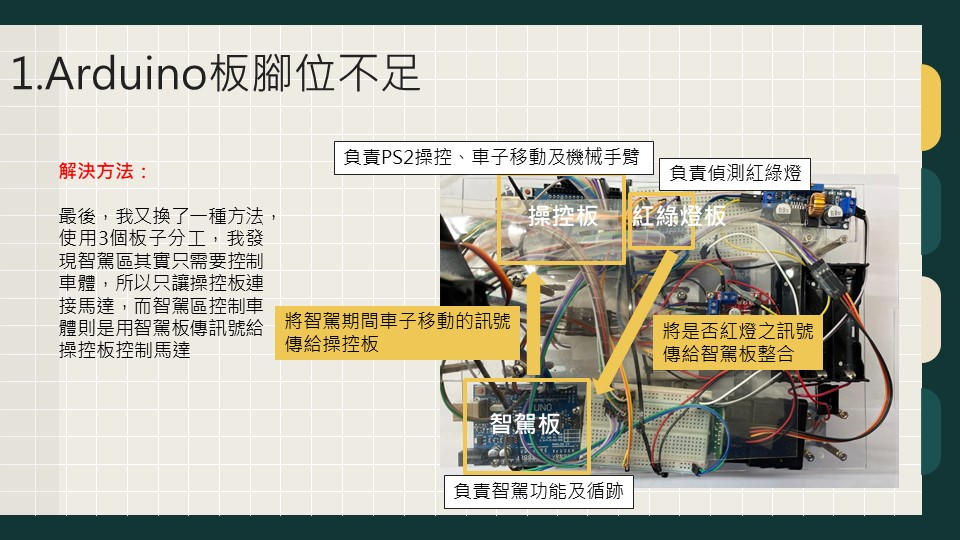 1.Arduino板腳位不足
解決方法：
最後，我又換了一種方法，
使用3個板子分工，我發
現智駕區其實只需要控制
車體，所以只讓操控板連
接馬達，而智駕區控制車
體則是用智駕板傳訊號給
操控板控制馬達
負責PS2操控、車子移動及機械手臂
負責偵測紅綠燈
操控板
紅綠燈板
將智駕期間車子移動的訊號
傳給操控板
將是否紅燈之訊號
傳給智駕板整合
UNO
智駕板
負責智駕功能及循跡